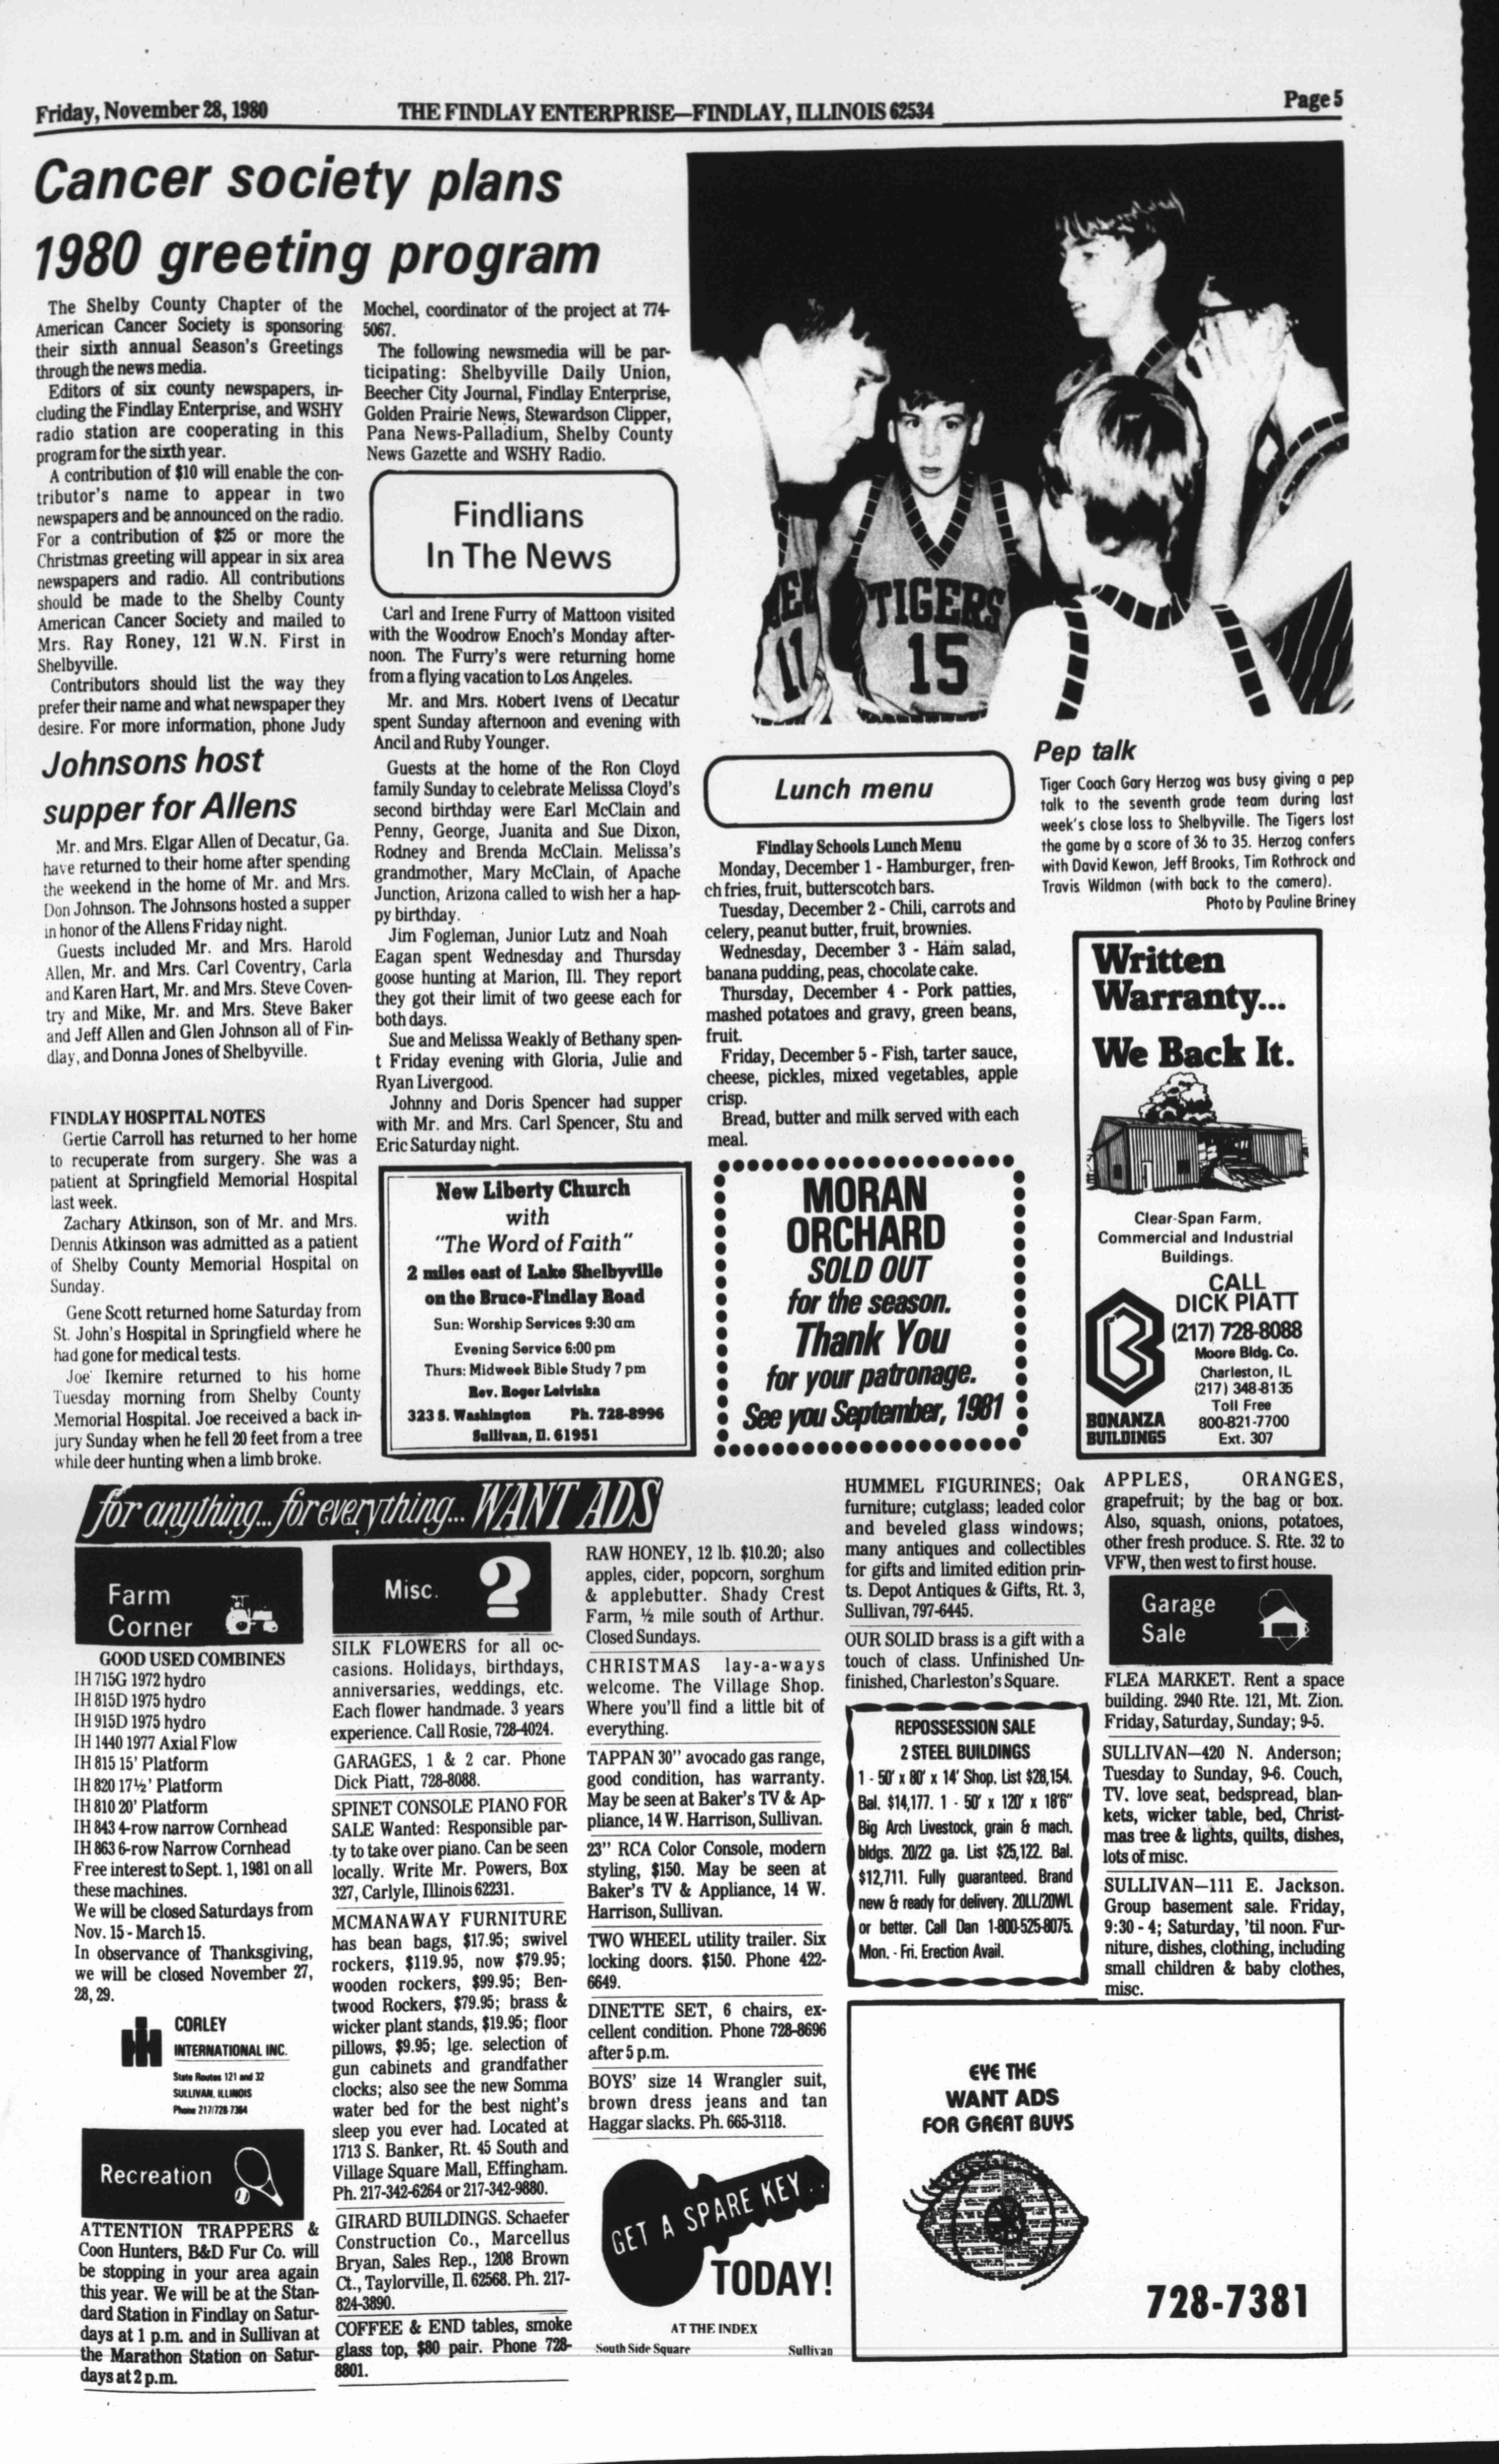 Friday, November 28, 1980
THE FINDLAY ENTERPRISE—FINDLAY, ILLINOIS 62534
Page 5
Cancer society plans
1980 greeting program
The Shelby County Chapter of the
American Cancer Society is sponsoring
their sixth annual Season's Greetings
through the news media.
Editors of six county newspapers, in-
cluding the Findlay Enterprise, and WSHY
radio station are cooperating in this
program for the sixth year.
A contribution of $10 will enable the con-
tributor's name to appear in two
newspapers and be announced on the radio.
For a contribution of $25 or more the
Christmas greeting will appear in six area
newspapers and radio. All contributions
should be made to the Shelby County
American Cancer Society and mailed to
Mrs. Ray Roney, 121 W.N. First in
Shelbyville.
Contributors should list the way they
prefer their name and what newspaper they
desire. For more information, phone Judy
Mochel, coordinator of the project at 774-
5067.
The following newsmedia will be par-
ticipating: Shelbyville Daily Union,
Beecher City Journal, Findlay Enterprise,
Golden Prairie News, Stewardson Clipper,
Pana News-Palladium, Shelby County
News Gazette and WSHY Radio.
Johnsons host
supper for Allens
Mr. and Mrs. Elgar Allen of Decatur, Ga.
have returned to their home after spending
the weekend in the home of Mr. and Mrs.
Don Johnson. The Johnsons hosted a supper
in honor of the Allens Friday night.
Guests included Mr. and Mrs. Harold
Allen, Mr. and Mrs. Carl Coventry, Carla
and Karen Hart, Mr. and Mrs. Steve Coven-
try and Mike, Mr. and Mrs. Steve Baker
and Jeff Allen and Glen Johnson all of Fin-
dlay, and Donna Jones of Shelbyville.
FINDLAY HOSPITAL NOTES
Gertie Carroll has returned to her home
to recuperate from surgery. She was a
patient at Springfield Memorial Hospital
last week.
Zachary Atkinson, son of Mr. and Mrs.
Dennis Atkinson was admitted as a patient
of Shelby County Memorial Hospital on
Sunday.
Gene Scott returned home Saturday from
St. John's Hospital in Springfield where he
had gone for medical tests.
Joe Ikemire returned to his home
Tuesday morning from Shelby County
Memorial Hospital. Joe received a back in-
jury Sunday when he fell 20 feet from a tree
while deer hunting when a limb broke.
Findlians
In The News
Carl and Irene Furry of Mattoon visited
with the Woodrow Enoch's Monday after-
noon. The Furry's were returning home
from a flying vacation to Los Angeles.
Mr. and Mrs. Robert Ivens of Decatur
spent Sunday afternoon and evening with
Ancil and Ruby Younger.
Guests at the home of the Ron Cloyd
family Sunday to celebrate Melissa Cloyd's
second birthday were Earl McClain and
Penny, George, Juanita and Sue Dixon,
Rodney and Brenda McClain. Melissa's
grandmother, Mary McClain, of Apache
Junction, Arizona called to wish her a hap-
py birthday.
Jim Fogleman, Junior Lutz and Noah
Eagan spent Wednesday and Thursday
goose hunting at Marion, Ill. They report
they got their limit of two geese each for
both days.
Sue and Melissa Weakly of Bethany spen-
t Friday evening with Gloria, Julie and
Ryan Livergood.
Johnny and Doris Spencer had supper
with Mr. and Mrs. Carl Spencer, Stu and
Eric Saturday night.
New Liberty Church
with
"The Word of Faith"
2 miles east of Lake Shelbyville
on the Bruce-Findlay Road
Sun: Worship Services 9:30 am
Evening Service 6:00 pm
Thurs: Midweek Bible Study 7 pm
Rev. Roger Leiviska
323 S. Washington Ph. 728-8996
Sullivan, Il. 61951
TIGERS
15
11
Lunch menu
Findlay Schools Lunch Menu
Monday, December 1 - Hamburger, fren-
ch fries, fruit, butterscotch bars.
Tuesday, December 2 - Chili, carrots and
celery, peanut butter, fruit, brownies.
Wednesday, December 3 - Ham salad,
banana pudding, peas, chocolate cake.
Thursday, December 4 - Pork patties,
mashed potatoes and gravy, green beans,
fruit.
Friday, December 5 - Fish, tarter sauce,
cheese, pickles, mixed vegetables, apple
crisp.
Bread, butter and milk served with each
meal.
MORAN
ORCHARD
SOLD OUT
for the season.
Thank You
for your patronage.
See you September, 1981
Pep talk
Tiger Coach Gary Herzog was busy giving a pep
talk to the seventh grade team during last
week's close loss to Shelbyville. The Tigers lost
the game by a score of 36 to 35. Herzog confers
with David Kewon, Jeff Brooks, Tim Rothrock and
Travis Wildman (with back to the camera).
Photo by Pauline Briney
Written
Warranty...
We Back It.
Clear-Span Farm,
Commercial and Industrial
Buildings.
CALL
DICK PIATT
(217) 728-8088
Moore Bldg. Co.
Charleston, IL
(217) 348-8135
Toll Free
800-821-7700
Ext. 307
BONANZA
BUILDINGS
for anything... for everything... WANT ADS
Farm
Corner
GOOD USED COMBINES
IH 715G 1972 hydro
IH 815D 1975 hydro
IH 915D 1975 hydro
IH 1440 1977 Axial Flow
IH 815 15' Platform
IH 820 17½' Platform
IH 810 20' Platform
IH 843 4-row narrow Cornhead
IH 863 6-row Narrow Cornhead
Free interest to Sept. 1, 1981 on all
these machines.
We will be closed Saturdays from
Nov. 15 - March 15.
In observance of Thanksgiving,
we will be closed November 27,
28, 29.
CORLEY
INTERNATIONAL INC.
State Routes 121 and 32
SULLIVAN, ILLINOIS
Phone 217/728-7364
Recreation
ATTENTION TRAPPERS &
Coon Hunters, B&D Fur Co. will
be stopping in your area again
this year. We will be at the Stan-
dard Station in Findlay on Satur-
days at 1 p.m. and in Sullivan at
the Marathon Station on Satur-
days at 2 p.m.
Misc. ?
SILK FLOWERS for all oc-
casions. Holidays, birthdays,
anniversaries, weddings, etc.
Each flower handmade. 3 years
experience. Call Rosie, 728-4024.
GARAGES, 1 & 2 car. Phone
Dick Piatt, 728-8088.
SPINET CONSOLE PIANO FOR
SALE Wanted: Responsible par-
ty to take over piano. Can be seen
locally. Write Mr. Powers, Box
327, Carlyle, Illinois 62231.
MCMANAWAY FURNITURE
has bean bags, $17.95; swivel
rockers, $119.95, now $79.95;
wooden rockers, $99.95; Ben-
twood Rockers, $79.95; brass &
wicker plant stands, $19.95; floor
pillows, $9.95; lge. selection of
gun cabinets and grandfather
clocks; also see the new Somma
water bed for the best night's
sleep you ever had. Located at
1713 S. Banker, Rt. 45 South and
Village Square Mall, Effingham.
Ph. 217-342-6264 or 217-342-9880.
GIRARD BUILDINGS. Schaefer
Construction Co., Marcellus
Bryan, Sales Rep., 1208 Brown
Ct., Taylorville, Il. 62568. Ph. 217-
824-3890.
COFFEE & END tables, smoke
glass top, $80 pair. Phone 728-
8801.
RAW HONEY, 12 lb. $10.20; also
apples, cider, popcorn, sorghum
& applebutter. Shady Crest
Farm, ½ mile south of Arthur.
Closed Sundays.
CHRISTMAS lay-a-ways
welcome. The Village Shop.
Where you'll find a little bit of
everything.
TAPPAN 30" avocado gas range,
good condition, has warranty.
May be seen at Baker's TV & Ap-
pliance, 14 W. Harrison, Sullivan.
23" RCA Color Console, modern
styling, $150. May be seen at
Baker's TV & Appliance, 14 W.
Harrison, Sullivan.
TWO WHEEL utility trailer. Six
locking doors. $150. Phone 422-
6649.
DINETTE SET, 6 chairs, ex-
cellent condition. Phone 728-8696
after 5 p.m.
BOYS' size 14 Wrangler suit,
brown dress jeans and tan
Haggar slacks. Ph. 665-3118.
GET A SPARE KEY..
TODAY!
AT THE INDEX
South Side Square Sullivan
HUMMEL FIGURINES; Oak
furniture; cutglass; leaded color
and beveled glass windows;
many antiques and collectibles
for gifts and limited edition prin-
ts. Depot Antiques & Gifts, Rt. 3,
Sullivan, 797-6445.
OUR SOLID brass is a gift with a
touch of class. Unfinished Un-
finished, Charleston's Square.
REPOSSESSION SALE
2 STEEL BUILDINGS
1 - 50' x 80' x 14' Shop. List $28,154.
Bal. $14,177. 1 - 50' x 120' x 18'6"
Big Arch Livestock, grain & mach.
bldgs. 20/22 ga. List $25,122. Bal.
$12,711. Fully guaranteed. Brand
new & ready for delivery. 20LL/20WL
or better. Call Dan 1-800-525-8075.
Mon. - Fri. Erection Avail.
APPLES, ORANGES,
grapefruit; by the bag or box.
Also, squash, onions, potatoes,
other fresh produce. S. Rte. 32 to
VFW, then west to first house.
Garage
Sale
FLEA MARKET. Rent a space
building. 2940 Rte. 121, Mt. Zion.
Friday, Saturday, Sunday; 9-5.
SULLIVAN—420 N. Anderson;
Tuesday to Sunday, 9-6. Couch,
TV. love seat, bedspread, blan-
kets, wicker table, bed, Christ-
mas tree & lights, quilts, dishes,
lots of misc.
SULLIVAN—111 E. Jackson.
Group basement sale. Friday,
9:30 - 4; Saturday, 'til noon. Fur-
niture, dishes, clothing, including
small children & baby clothes,
misc.
EYE THE
WANT ADS
FOR GREAT BUYS
728-7381